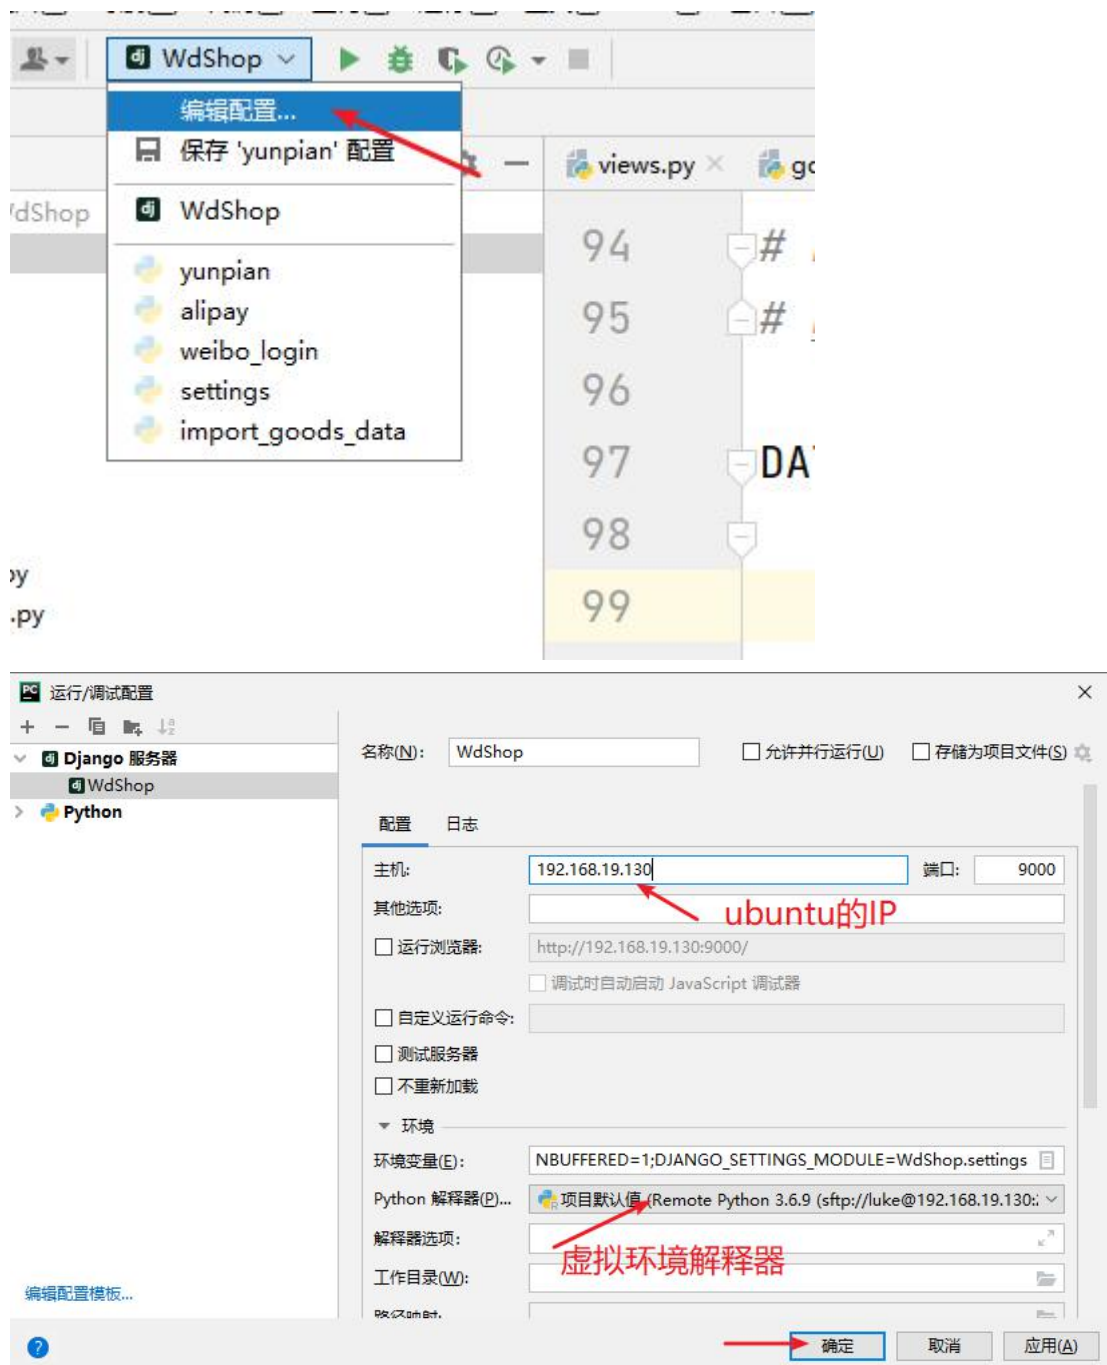 WdShop
编辑配置...
保存 'yunpian' 配置
WdShop
yunpian
alipay
weibo_login
settings
import_goods_data
views.py
go
dShop
94 #
95 #
96
97 DA
98
99
py
.py
运行/调试配置
Django 服务器
WdShop
Python
名称(N): WdShop 允许并行运行(U) 存储为项目文件(S)
配置 日志
主机: 192.168.19.130 端口: 9000
ubuntu的IP
其他选项:
运行浏览器: http://192.168.19.130:9000/
调试时自动启动 JavaScript 调试器
自定义运行命令:
测试服务器
不重新加载
环境
环境变量(E): NBUFFERED=1;DJANGO_SETTINGS_MODULE=WdShop.settings
Python 解释器(P)... 项目默认值 (Remote Python 3.6.9 (sftp://luke@192.168.19.130:
解释器选项:
虚拟环境解释器
工作目录(W):
路径映射:
编辑配置模板...
确定 取消 应用(A)